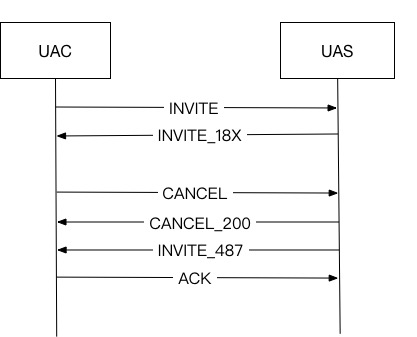 UAC
UAS
INVITE
INVITE_18X
CANCEL
CANCEL_200
INVITE_487
ACK